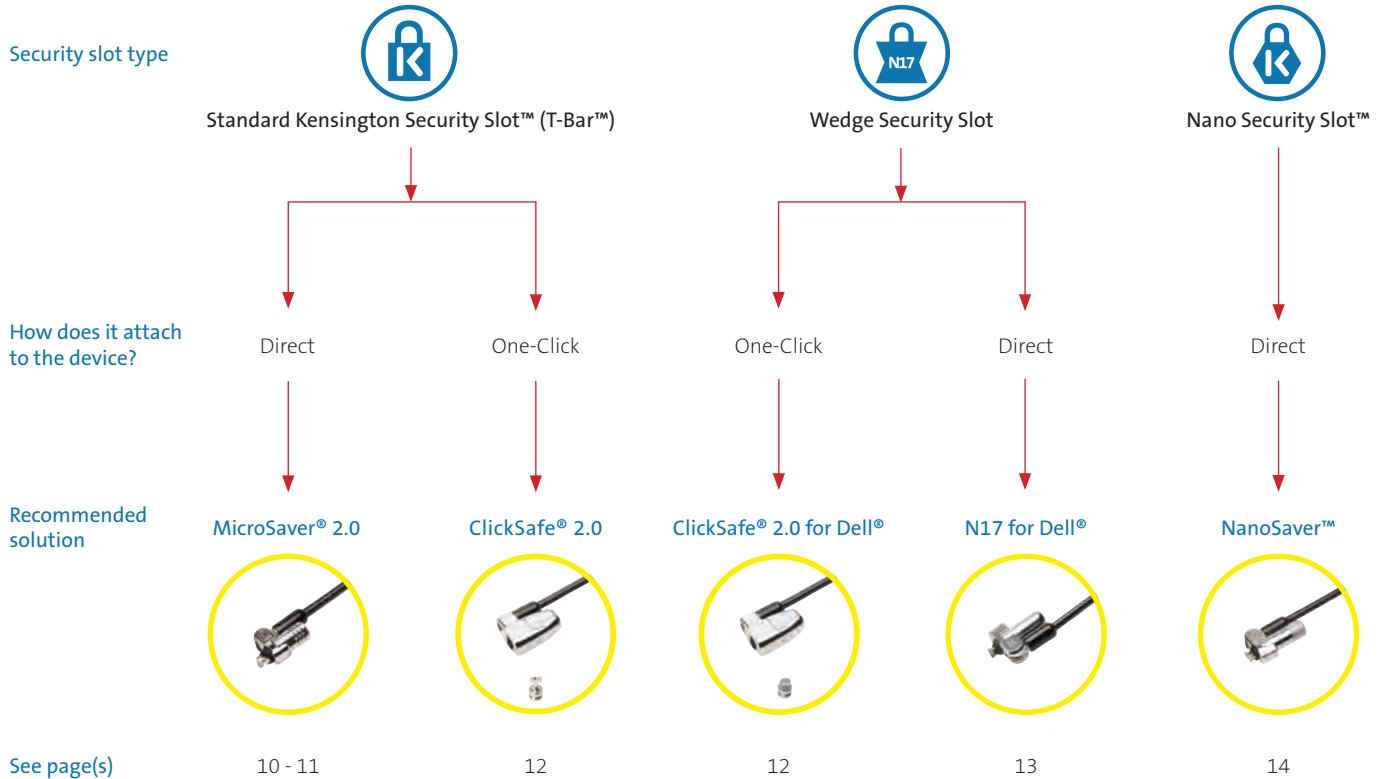 Security slot type
K
N17
K
Standard Kensington Security Slot™ (T-Bar™)
Wedge Security Slot
Nano Security Slot™
How does it attach
to the device?
Direct
One-Click
One-Click
Direct
Direct
Recommended
solution
MicroSaver® 2.0
ClickSafe® 2.0
ClickSafe® 2.0 for Dell®
N17 for Dell®
NanoSaver™
See page(s)
10 - 11
12
12
13
14